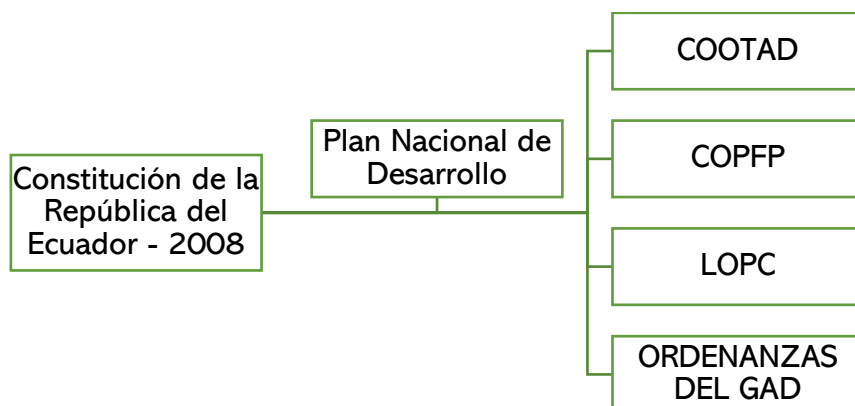 Constitución de la
República del
Ecuador - 2008
Plan Nacional de
Desarrollo
COOTAD
COPFP
LOPC
ORDENANZAS
DEL GAD